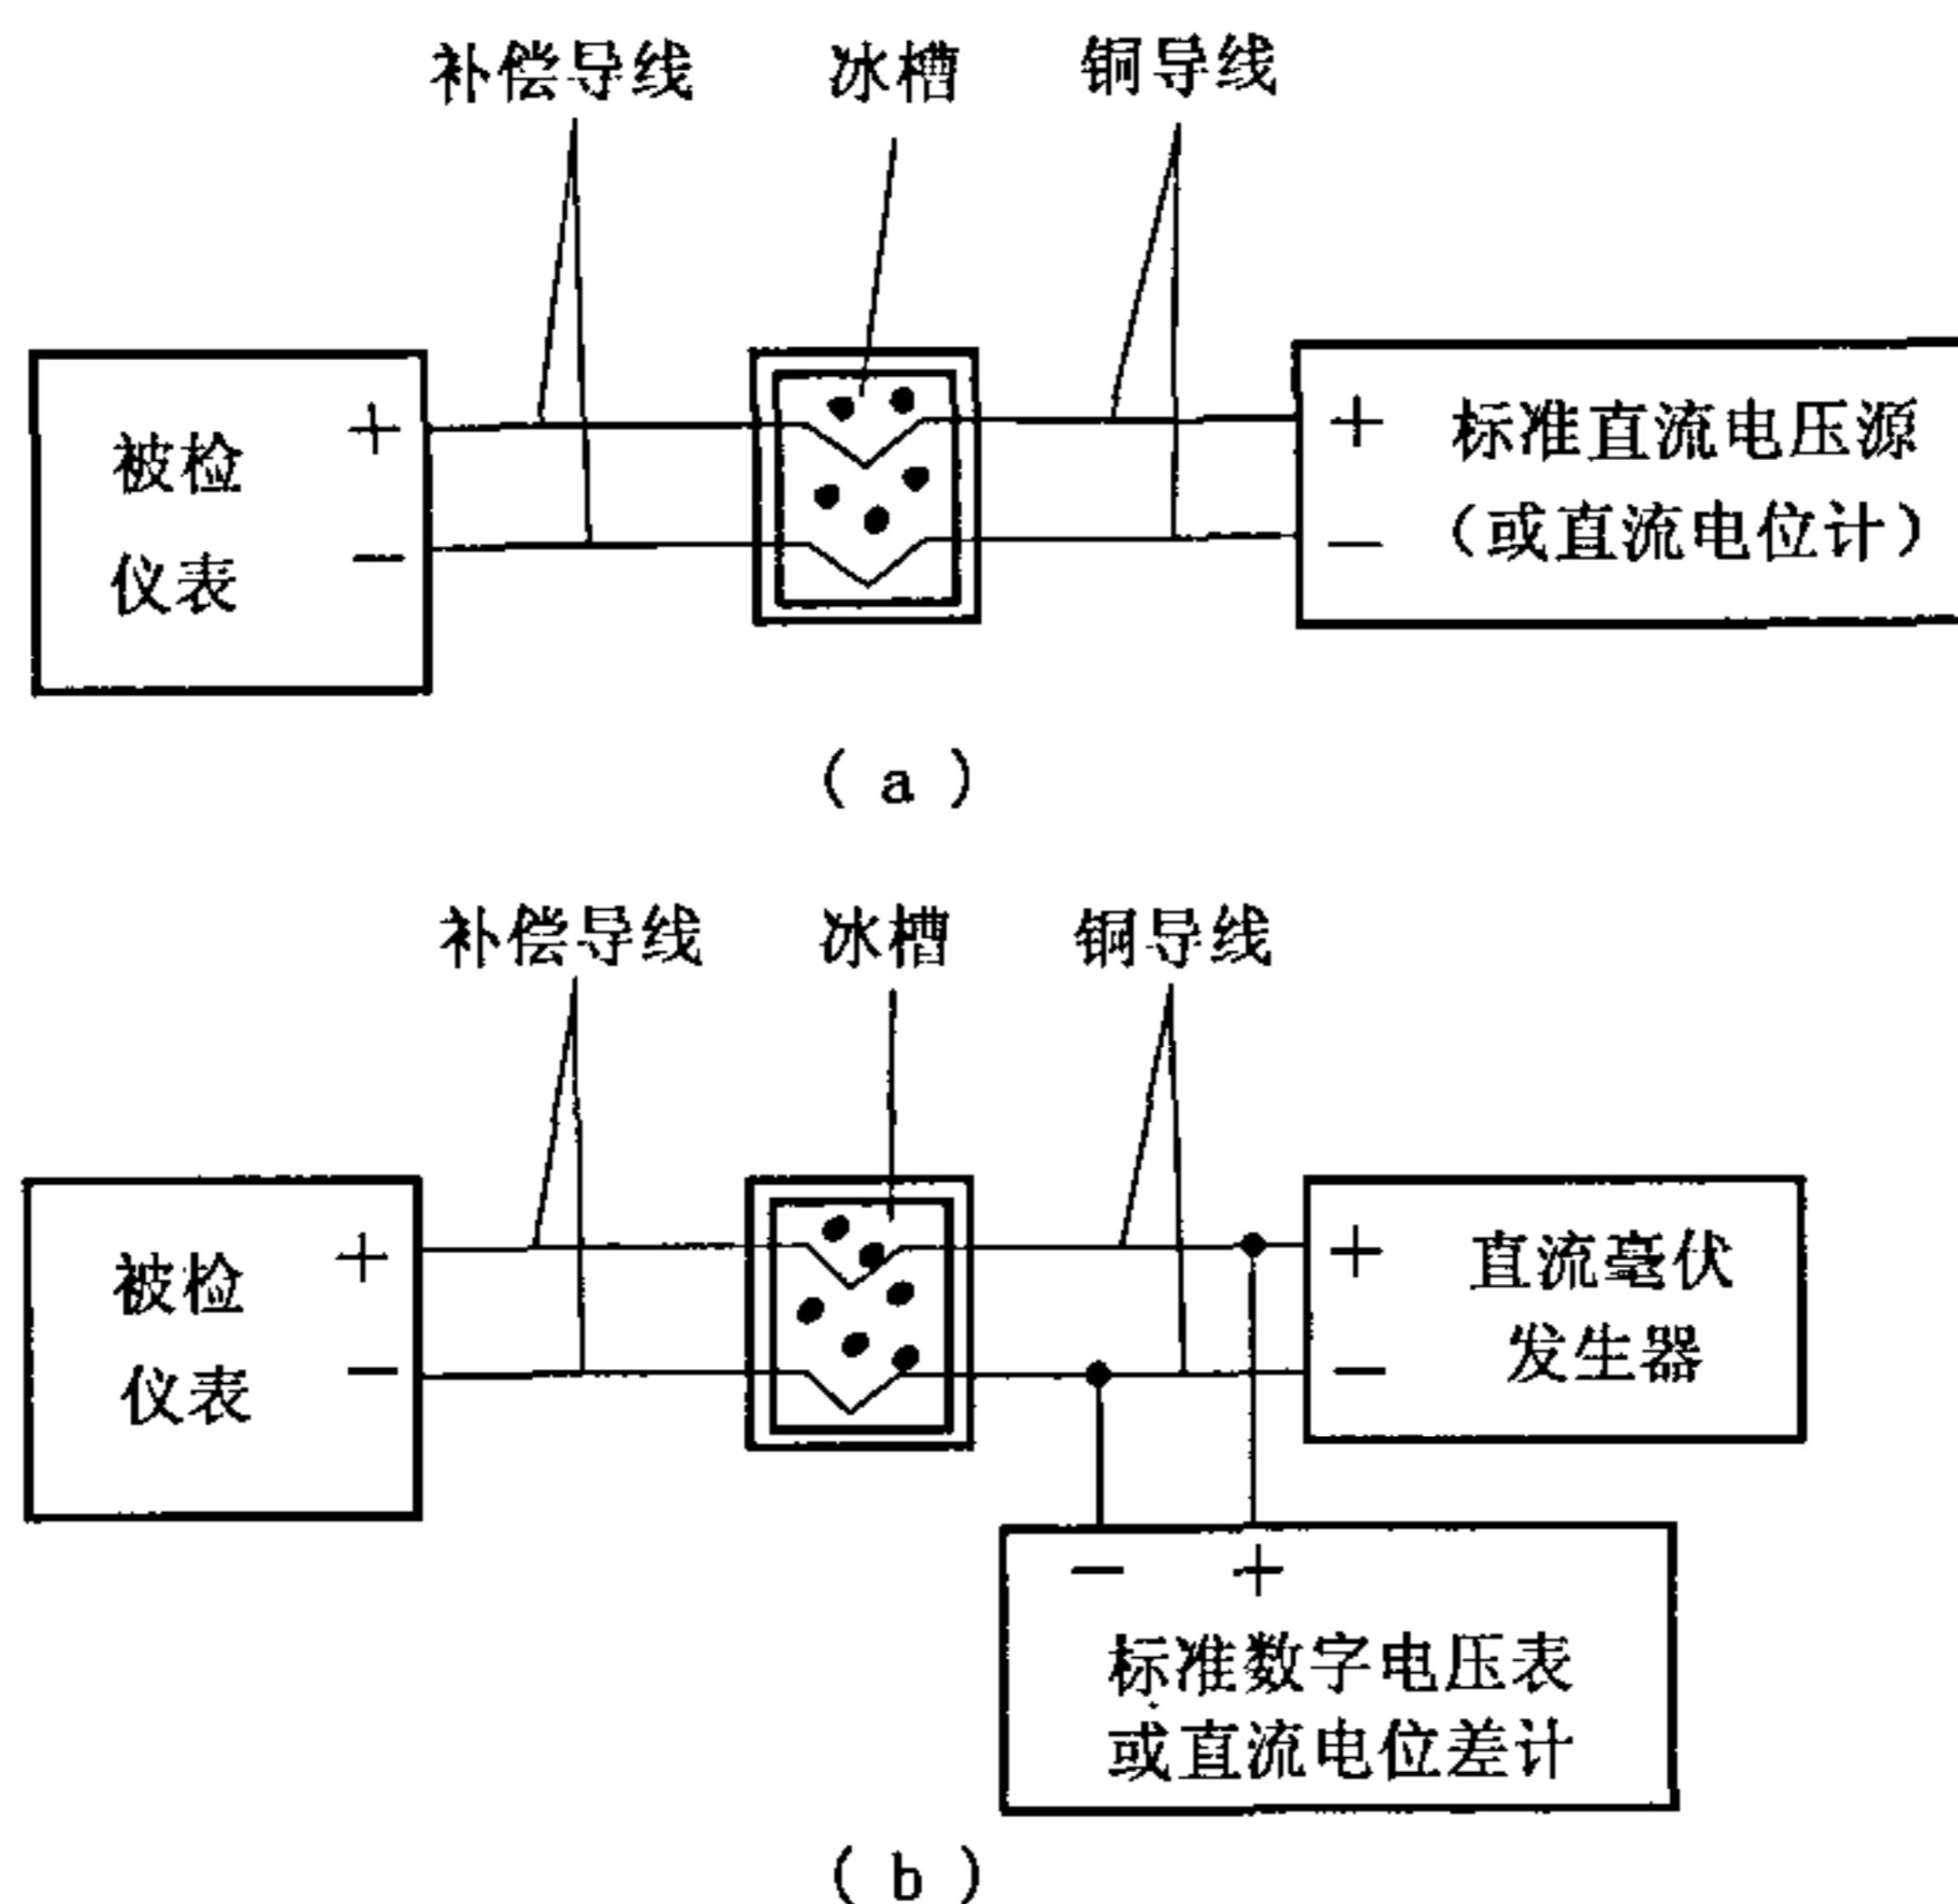 补偿导线 冰槽 铜导线
被检
仪表
+
−
+
−
标准直流电压源
（或直流电位计）
( a )
补偿导线 冰槽 铜导线
被检
仪表
+
−
+
−
直流毫伏
发生器
− +
标准数字电压表
或直流电位差计
( b )